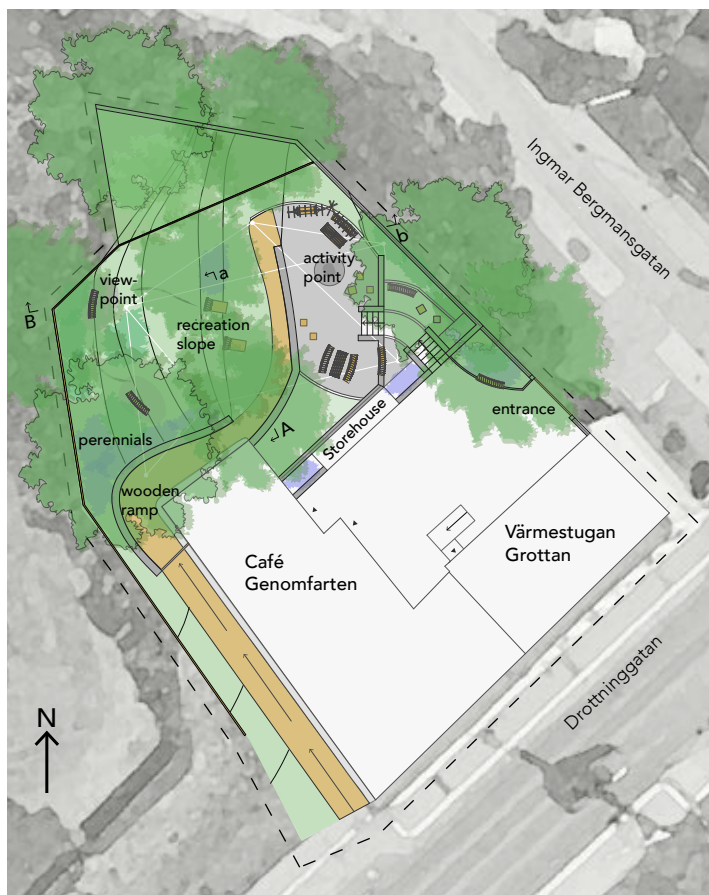 Ingmar Bergmansgatan
b
activity
point
view-
point
a
B
recreation
slope
entrance
A
Storehouse
perennials
wooden
ramp
Värmestugan
Grottan
Café
Genomfarten
Drottninggatan
N